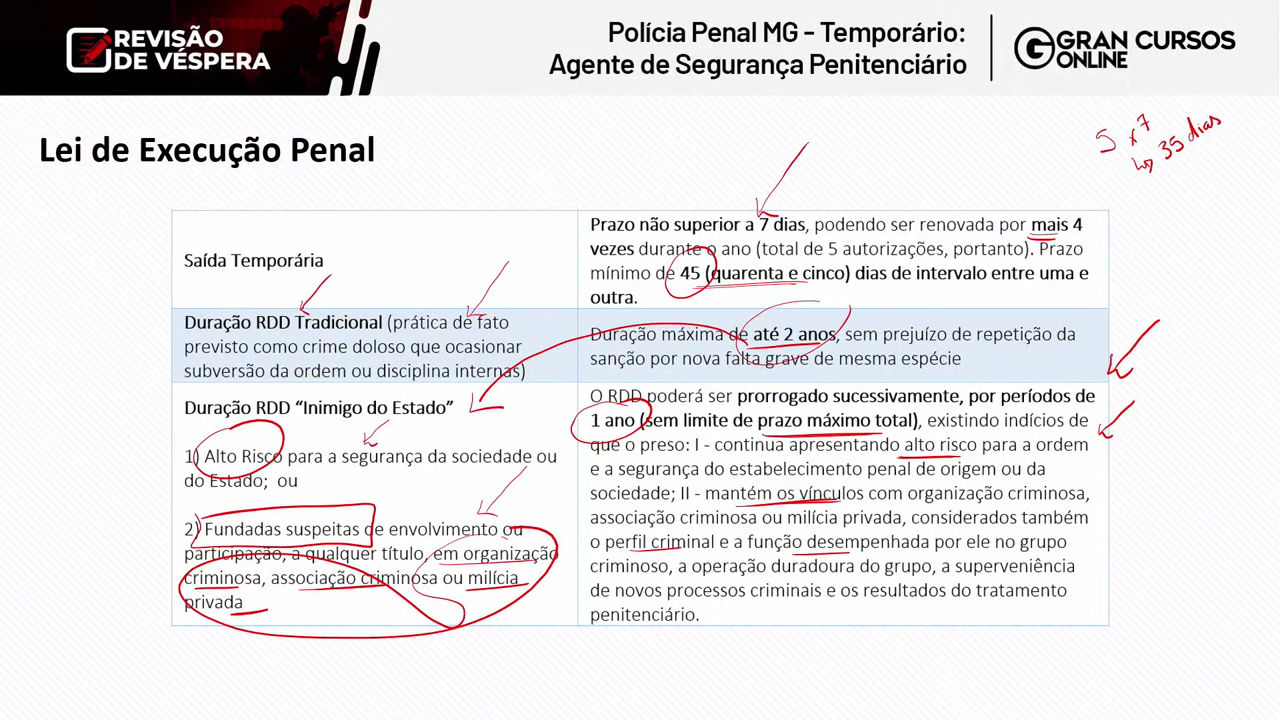 REVISÃO
DE VÉSPERA
Polícia Penal MG - Temporário:
Agente de Segurança Penitenciário
GRAN CURSOS
ONLINE
Lei de Execução Penal
5 x 7
↳ 35 dias
Saída Temporária
Prazo não superior a 7 dias, podendo ser renovada por mais 4
vezes durante o ano (total de 5 autorizações, portanto). Prazo
mínimo de 45 (quarenta e cinco) dias de intervalo entre uma e
outra.
Duração RDD Tradicional (prática de fato
previsto como crime doloso que ocasionar
subversão da ordem ou disciplina internas)
Duração máxima de até 2 anos, sem prejuízo de repetição da
sanção por nova falta grave de mesma espécie
Duração RDD “Inimigo do Estado”
1) Alto Risco para a segurança da sociedade ou
do Estado; ou
2) Fundadas suspeitas de envolvimento ou
participação, a qualquer título, em organização
criminosa, associação criminosa ou milícia
privada
O RDD poderá ser prorrogado sucessivamente, por períodos de
1 ano (sem limite de prazo máximo total), existindo indícios de
que o preso: I - continua apresentando alto risco para a ordem
e a segurança do estabelecimento penal de origem ou da
sociedade; II - mantém os vínculos com organização criminosa,
associação criminosa ou milícia privada, considerados também
o perfil criminal e a função desempenhada por ele no grupo
criminoso, a operação duradoura do grupo, a superveniência
de novos processos criminais e os resultados do tratamento
penitenciário.